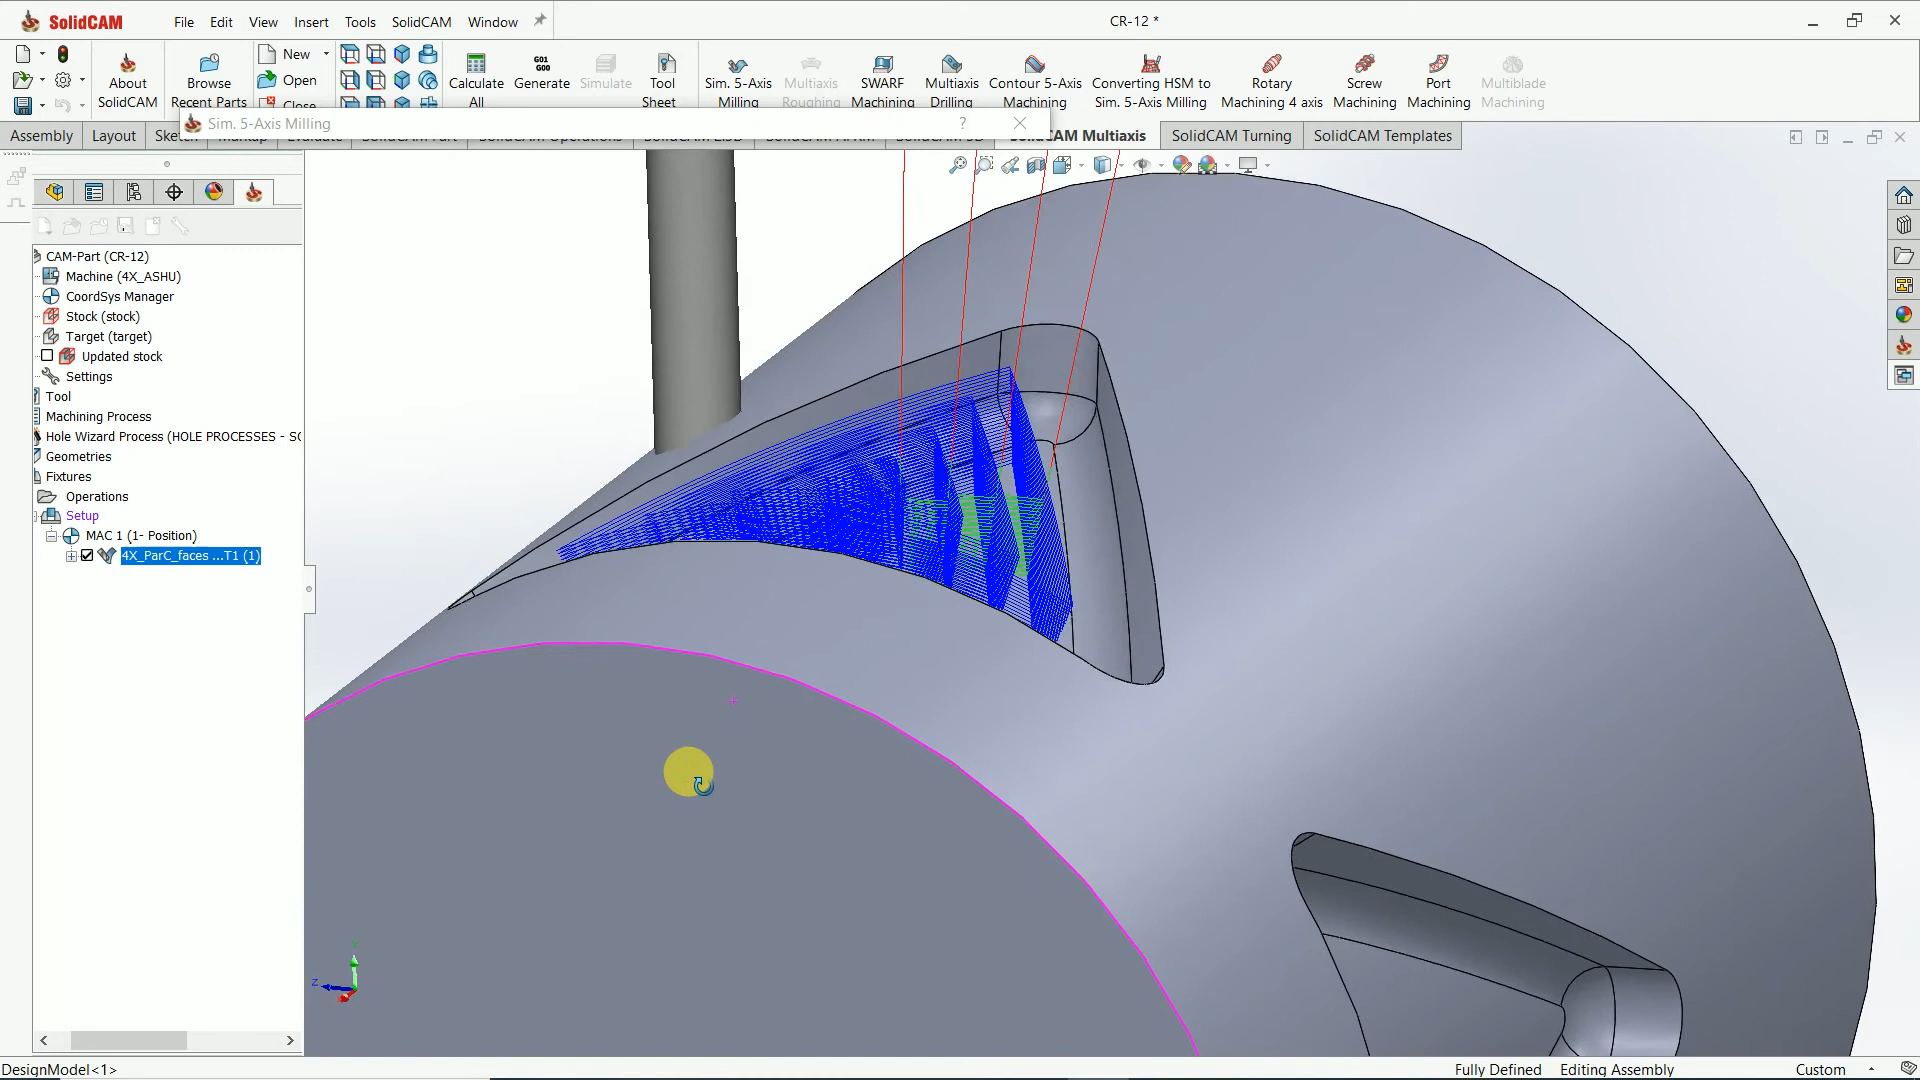 SolidCAM File Edit View Insert Tools SolidCAM Window CR-12 *
New
Open
Close
About SolidCAM
Browse Recent Parts
Calculate All
G01 G00
Generate
Simulate
Tool Sheet
Sim. 5-Axis Milling
Multiaxis Roughing
SWARF Machining
Multiaxis Drilling
Contour 5-Axis Machining
Converting HSM to Sim. 5-Axis Milling
Rotary Machining 4 axis
Screw Machining
Port Machining
Multiblade Machining
Sim. 5-Axis Milling ?
Assembly Layout SolidCAM Turning SolidCAM Templates
CAM Multiaxis
CAM-Part (CR-12)
Machine (4X_ASHU)
CoordSys Manager
Stock (stock)
Target (target)
Updated stock
Settings
Tool
Machining Process
Hole Wizard Process (HOLE PROCESSES - SO
Geometries
Fixtures
Operations
Setup
MAC 1 (1- Position)
4X_ParC_faces ...T1 (1)
Y
Z
DesignModel<1> Fully Defined Editing Assembly Custom